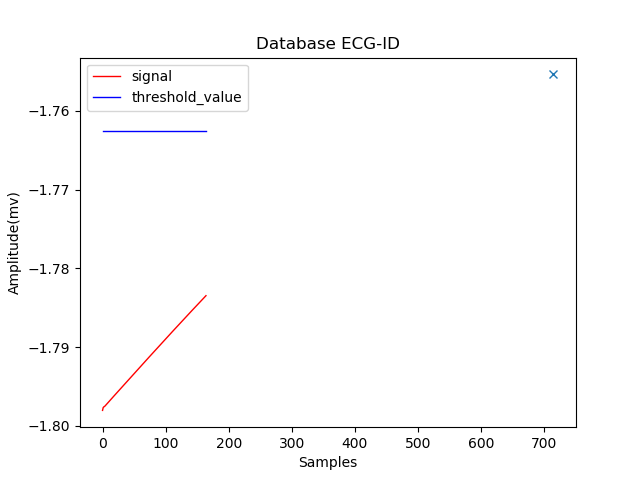 Database ECG-ID
signal
threshold_value
−1.76
−1.77
−1.78
−1.79
−1.80
Amplitude(mv)
0 100 200 300 400 500 600 700
Samples